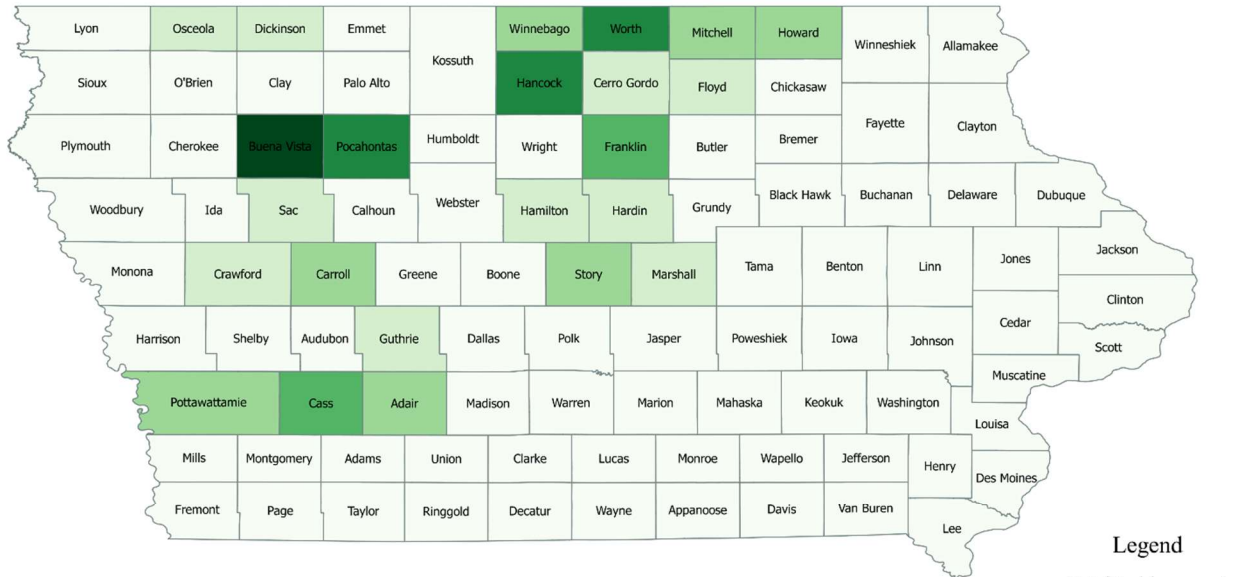 Lyon
Osceola
Dickinson
Emmet
Kossuth
Winnebago
Worth
Mitchell
Howard
Winneshiek
Allamakee
Sioux
O'Brien
Clay
Palo Alto
Hancock
Cerro Gordo
Floyd
Chickasaw
Plymouth
Cherokee
Buena Vista
Pocahontas
Humboldt
Wright
Franklin
Butler
Bremer
Fayette
Clayton
Woodbury
Ida
Sac
Calhoun
Webster
Hamilton
Hardin
Grundy
Black Hawk
Buchanan
Delaware
Dubuque
Monona
Crawford
Carroll
Greene
Boone
Story
Marshall
Tama
Benton
Linn
Jones
Jackson
Clinton
Harrison
Shelby
Audubon
Guthrie
Dallas
Polk
Jasper
Poweshiek
Iowa
Johnson
Cedar
Scott
Muscatine
Pottawattamie
Cass
Adair
Madison
Warren
Marion
Mahaska
Keokuk
Washington
Louisa
Mills
Montgomery
Adams
Union
Clarke
Lucas
Monroe
Wapello
Jefferson
Henry
Des Moines
Fremont
Page
Taylor
Ringgold
Decatur
Wayne
Appanoose
Davis
Van Buren
Lee
Legend